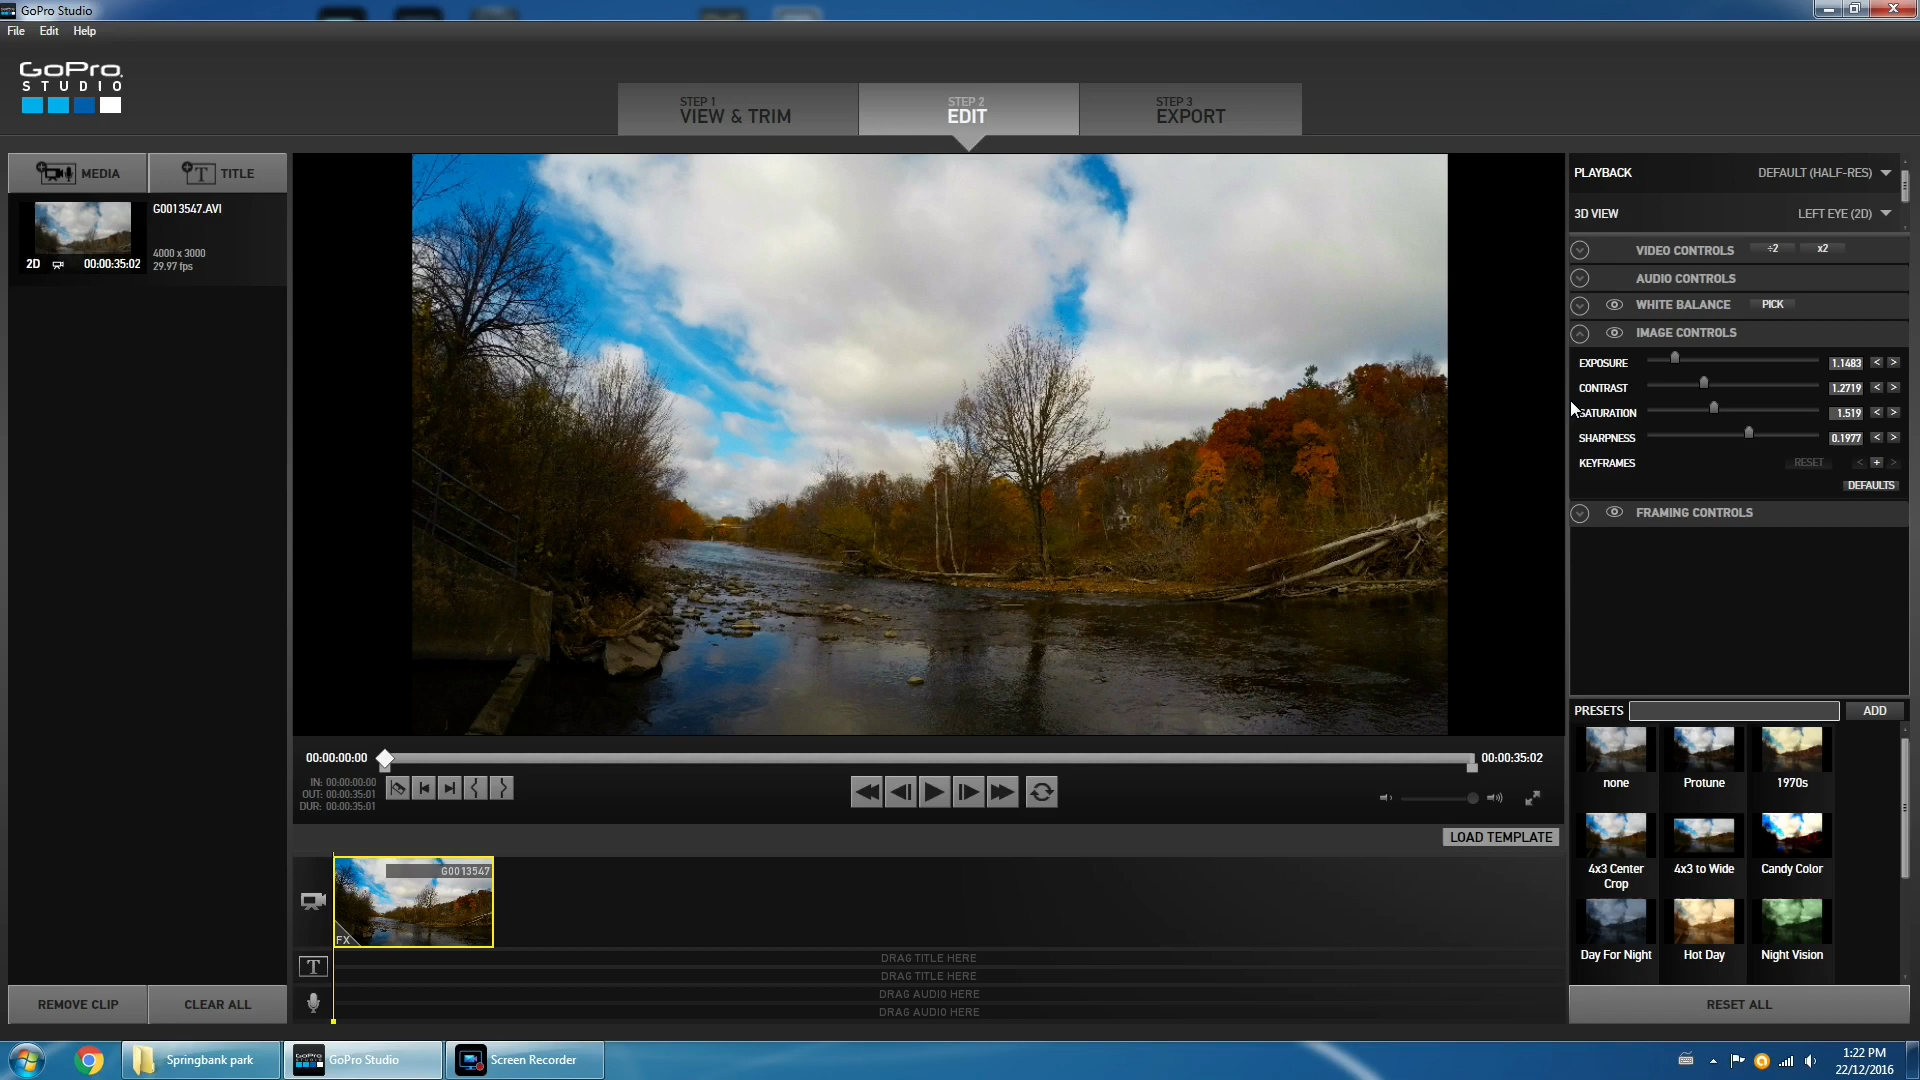 GoPro Studio
File Edit Help
GoPro
STUDIO
STEP 1
VIEW & TRIM
STEP 2
EDIT
STEP 3
EXPORT
MEDIA
TITLE
G0013547.AVI
4000 x 3000
29.97 fps
2D 00:00:35:02
PLAYBACK DEFAULT (HALF-RES)
3D VIEW LEFT EYE (2D)
VIDEO CONTROLS ÷2 x2
AUDIO CONTROLS
WHITE BALANCE PICK
IMAGE CONTROLS
EXPOSURE 1.1483 < >
CONTRAST 1.2719 < >
SATURATION 1.519 < >
SHARPNESS 0.1977 < >
KEYFRAMES RESET < + >
DEFAULTS
FRAMING CONTROLS
00:00:00:00
00:00:35:02
IN: 00:00:00:00
OUT: 00:00:35:01
DUR: 00:00:35:01
LOAD TEMPLATE
G0013547
FX
T
DRAG TITLE HERE
DRAG TITLE HERE
DRAG AUDIO HERE
DRAG AUDIO HERE
REMOVE CLIP
CLEAR ALL
PRESETS ADD
none
Protune
1970s
4x3 Center
Crop
4x3 to Wide
Candy Color
Day For Night
Hot Day
Night Vision
RESET ALL
Springbank park
GoPro Studio
Screen Recorder
1:22 PM
22/12/2016